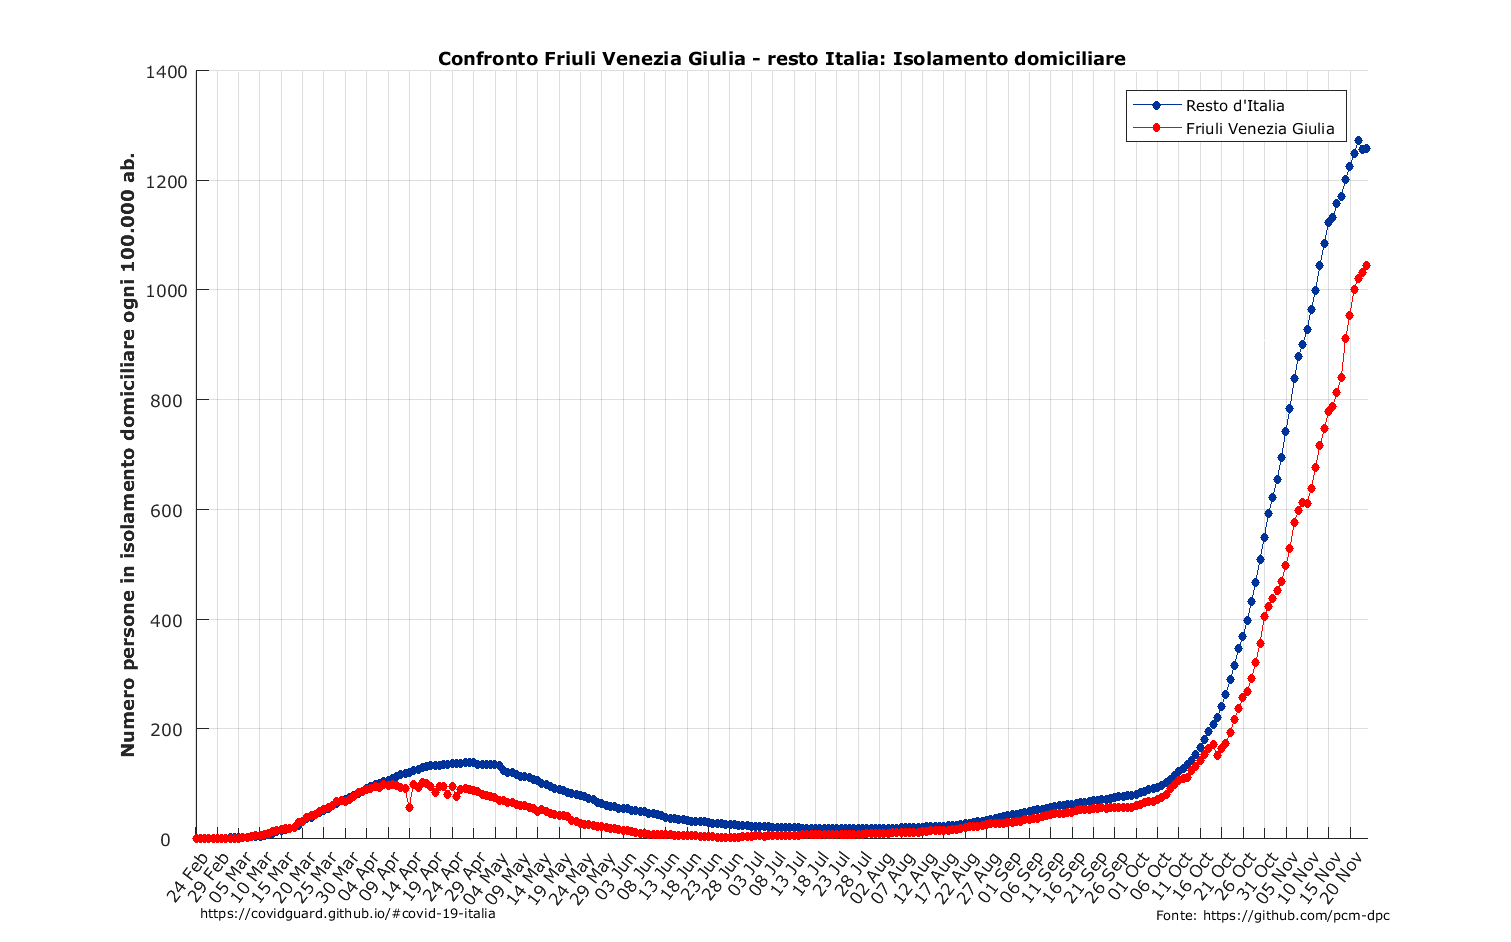 Confronto Friuli Venezia Giulia - resto Italia: Isolamento domiciliare
Resto d'Italia
Friuli Venezia Giulia
Numero persone in isolamento domiciliare ogni 100.000 ab.
1400
1200
1000
800
600
400
200
0
24 Feb
29 Feb
05 Mar
10 Mar
15 Mar
20 Mar
25 Mar
30 Mar
04 Apr
09 Apr
14 Apr
19 Apr
24 Apr
29 Apr
04 May
09 May
14 May
19 May
24 May
29 May
03 Jun
08 Jun
13 Jun
18 Jun
23 Jun
28 Jun
03 Jul
08 Jul
13 Jul
18 Jul
23 Jul
28 Jul
02 Aug
07 Aug
12 Aug
17 Aug
22 Aug
27 Aug
01 Sep
06 Sep
11 Sep
16 Sep
21 Sep
26 Sep
01 Oct
06 Oct
11 Oct
16 Oct
21 Oct
26 Oct
31 Oct
05 Nov
10 Nov
15 Nov
20 Nov
https://covidguard.github.io/#covid-19-italia
Fonte: https://github.com/pcm-dpc